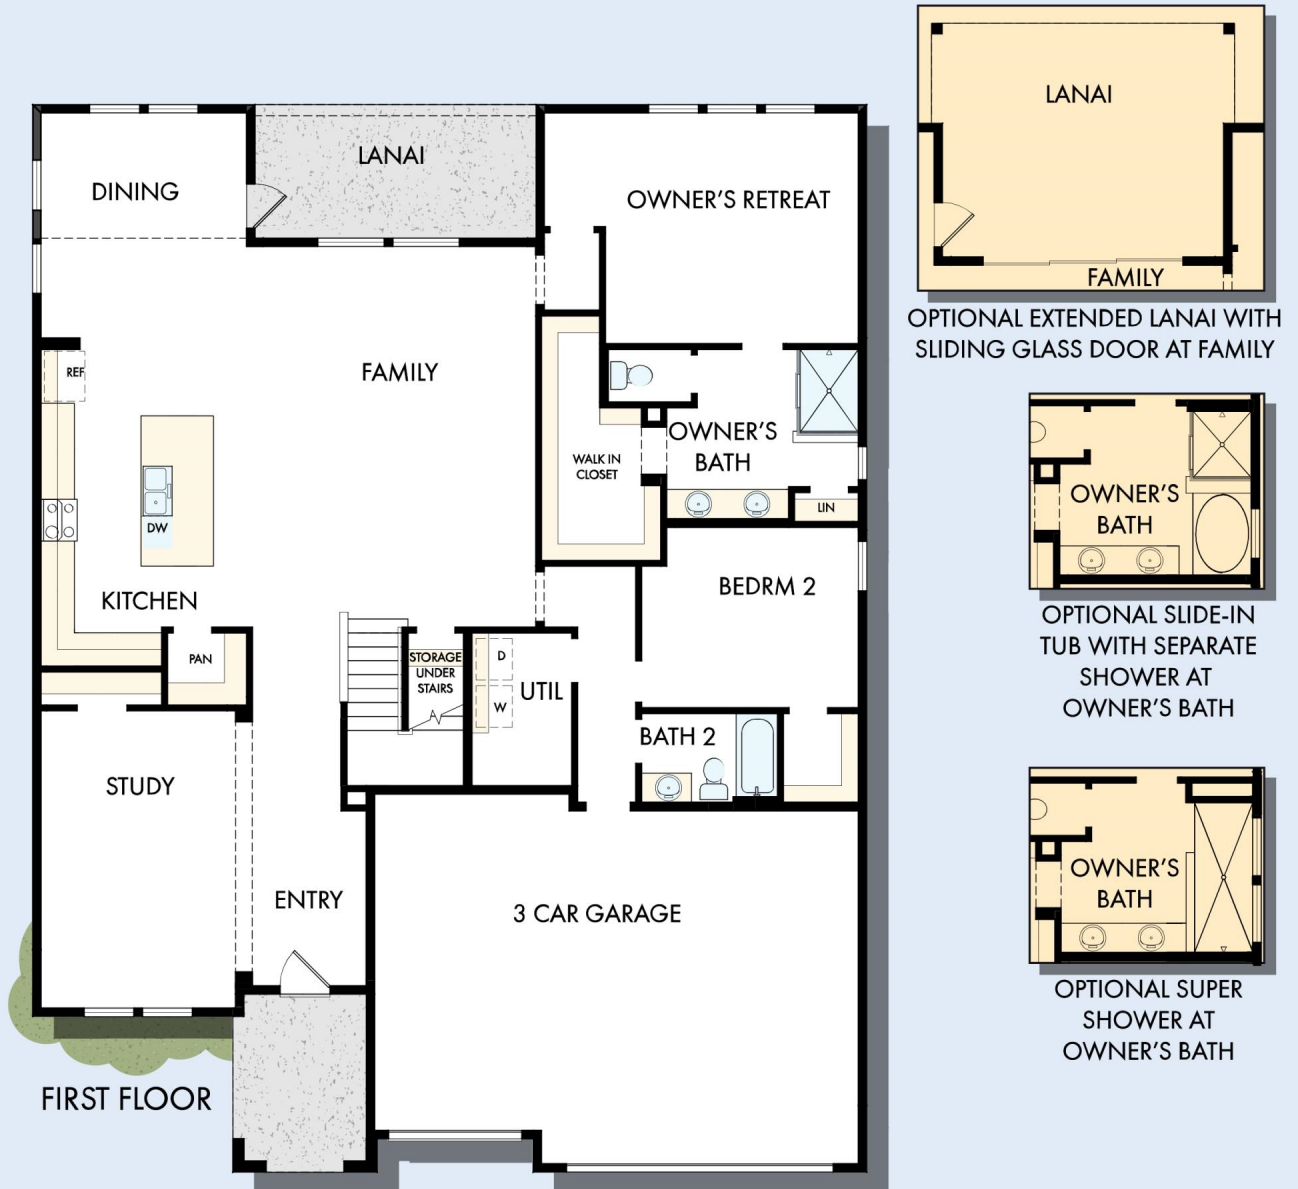 LANAI
DINING
OWNER'S RETREAT
FAMILY
REF
OWNER'S
BATH
WALK IN
CLOSET
LIN
DW
KITCHEN
BEDRM 2
PAN
STORAGE
UNDER
STAIRS
D
W
UTIL
BATH 2
STUDY
ENTRY
3 CAR GARAGE
FIRST FLOOR
LANAI
FAMILY
OPTIONAL EXTENDED LANAI WITH
SLIDING GLASS DOOR AT FAMILY
OWNER'S
BATH
OPTIONAL SLIDE-IN
TUB WITH SEPARATE
SHOWER AT
OWNER'S BATH
OWNER'S
BATH
OPTIONAL SUPER
SHOWER AT
OWNER'S BATH